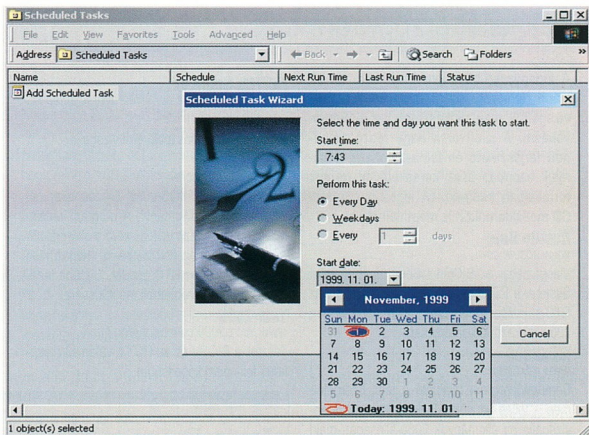 Scheduled Tasks
File Edit View Favorites Tools Advanced Help
Address Scheduled Tasks Back Search Folders »
Name Schedule Next Run Time Last Run Time Status
Add Scheduled Task
Scheduled Task Wizard
Select the time and day you want this task to start.
Start time:
7:43
Perform this task:
Every Day
Weekdays
Every 1 days
Start date:
1999. 11. 01.
November, 1999
Sun Mon Tue Wed Thu Fri Sat
31 1 2 3 4 5 6
7 8 9 10 11 12 13
14 15 16 17 18 19 20
21 22 23 24 25 26 27
28 29 30 1 2 3 4
5 6 7 8 9 10 11
Today: 1999. 11. 01.
Cancel
12
1 object(s) selected